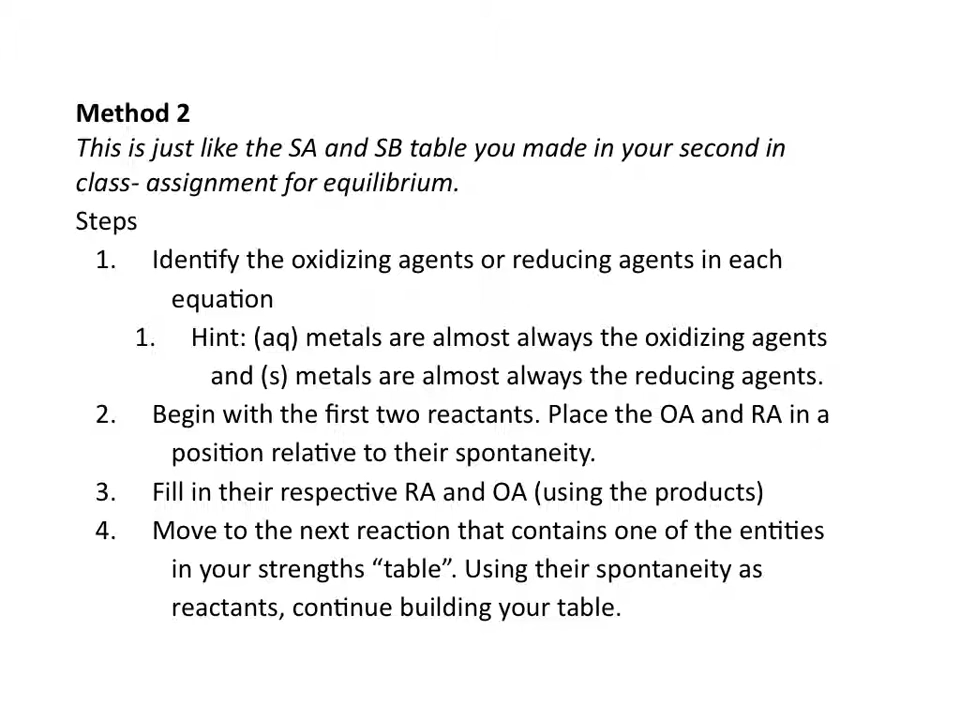 Method 2
This is just like the SA and SB table you made in your second in
class- assignment for equilibrium.
Steps
1. Identify the oxidizing agents or reducing agents in each
equation
1. Hint: (aq) metals are almost always the oxidizing agents
and (s) metals are almost always the reducing agents.
2. Begin with the first two reactants. Place the OA and RA in a
position relative to their spontaneity.
3. Fill in their respective RA and OA (using the products)
4. Move to the next reaction that contains one of the entities
in your strengths “table”. Using their spontaneity as
reactants, continue building your table.